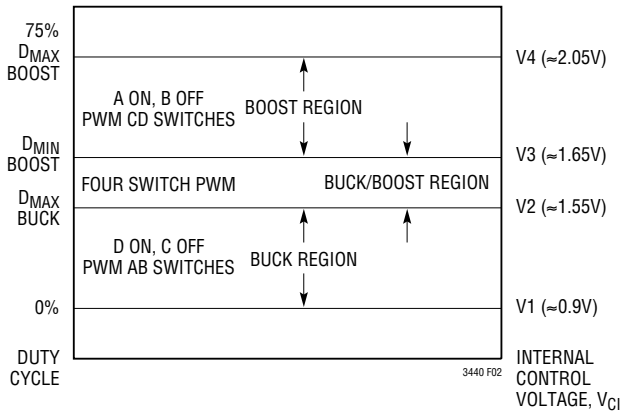 75%
DMAX
BOOST
V4 (≈2.05V)
A ON, B OFF
PWM CD SWITCHES
BOOST REGION
DMIN
BOOST
V3 (≈1.65V)
FOUR SWITCH PWM
BUCK/BOOST REGION
DMAX
BUCK
V2 (≈1.55V)
D ON, C OFF
PWM AB SWITCHES
BUCK REGION
0%
V1 (≈0.9V)
DUTY
CYCLE
3440 F02
INTERNAL
CONTROL
VOLTAGE, VCI